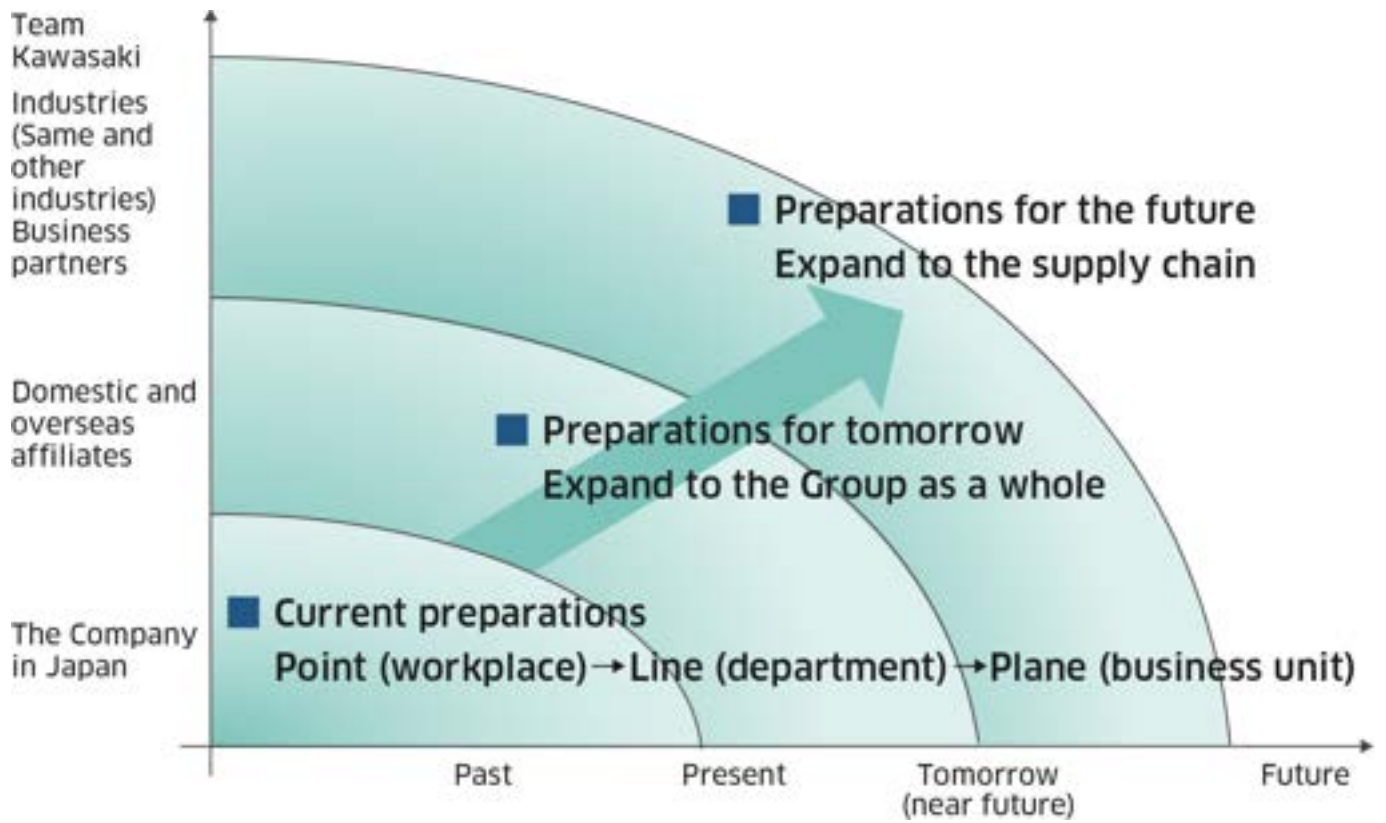 Team
Kawasaki
Industries
(Same and
other
industries)
Business
partners
Domestic and
overseas
affiliates
The Company
in Japan
■ Preparations for the future
Expand to the supply chain
■ Preparations for tomorrow
Expand to the Group as a whole
■ Current preparations
Point (workplace)→Line (department)→Plane (business unit)
Past
Present
Tomorrow
(near future)
Future